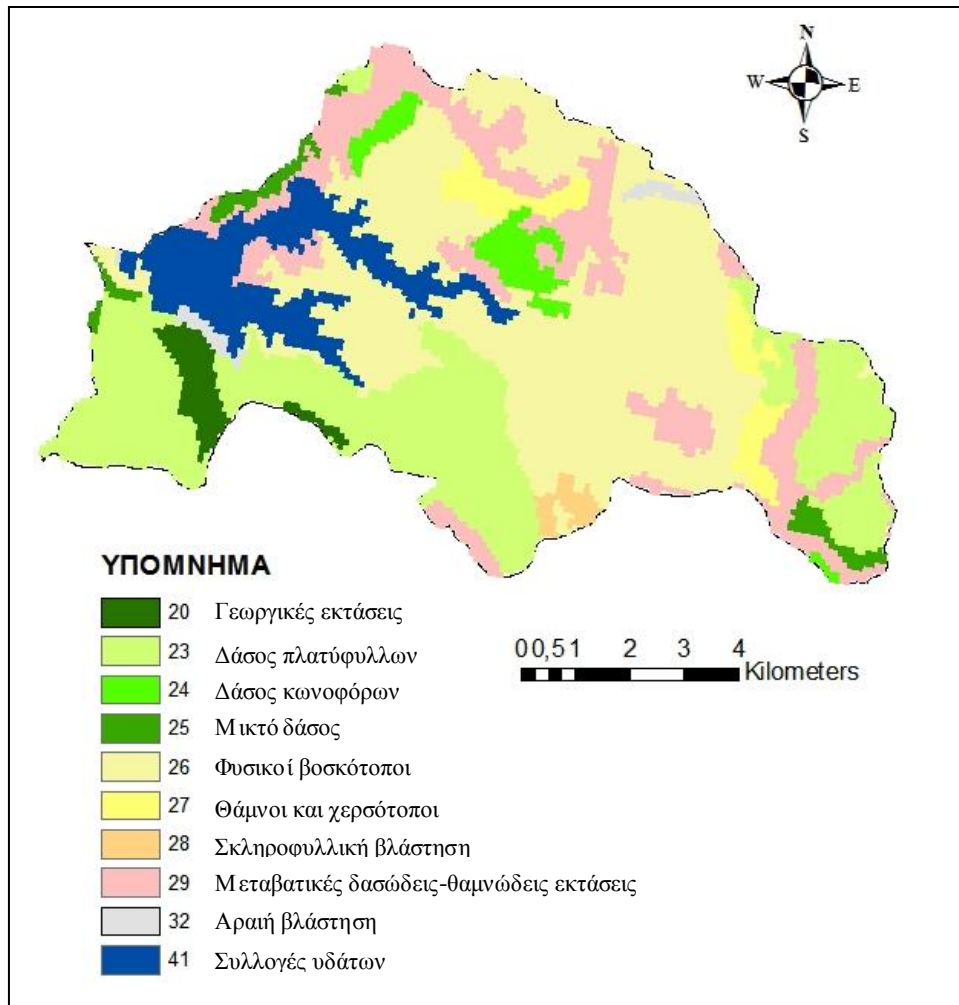 N
W E
S
ΥΠΟΜΝΗΜΑ
20 Γεωργικές εκτάσεις
23 Δάσος πλατύφυλλων
24 Δάσος κωνοφόρων
25 Μικτό δάσος
26 Φυσικοί βοσκότοποι
27 Θάμνοι και χερσότοποι
28 Σκληροφυλλική βλάστηση
29 Μεταβατικές δασώδεις-θαμνώδεις εκτάσεις
32 Αραιή βλάστηση
41 Συλλογές υδάτων
0 0,5 1 2 3 4
Kilometers